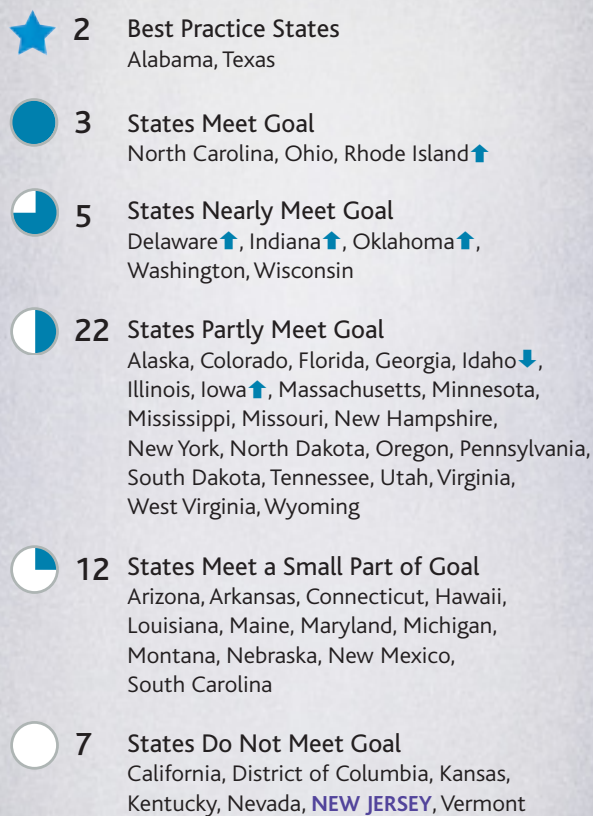 2 Best Practice States
Alabama, Texas
3 States Meet Goal
North Carolina, Ohio, Rhode Island⬆
5 States Nearly Meet Goal
Delaware⬆, Indiana⬆, Oklahoma⬆,
Washington, Wisconsin
22 States Partly Meet Goal
Alaska, Colorado, Florida, Georgia, Idaho⬇,
Illinois, Iowa⬆, Massachusetts, Minnesota,
Mississippi, Missouri, New Hampshire,
New York, North Dakota, Oregon, Pennsylvania,
South Dakota, Tennessee, Utah, Virginia,
West Virginia, Wyoming
12 States Meet a Small Part of Goal
Arizona, Arkansas, Connecticut, Hawaii,
Louisiana, Maine, Maryland, Michigan,
Montana, Nebraska, New Mexico,
South Carolina
7 States Do Not Meet Goal
California, District of Columbia, Kansas,
Kentucky, Nevada, NEW JERSEY, Vermont